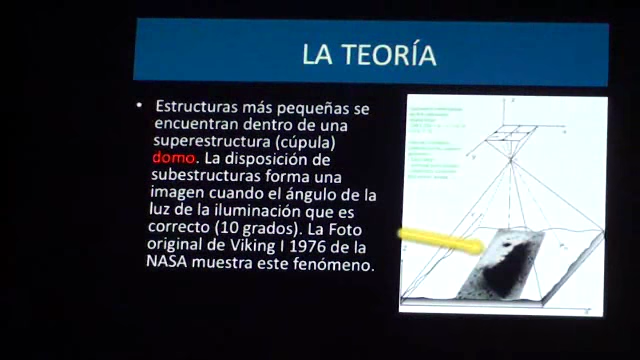 LA TEORÍA
• Estructuras más pequeñas se
encuentran dentro de una
superestructura (cúpula)
domo. La disposición de
subestructuras forma una
imagen cuando el ángulo de la
luz de la iluminación que es
correcto (10 grados). La Foto
original de Viking I 1976 de la
NASA muestra este fenómeno.